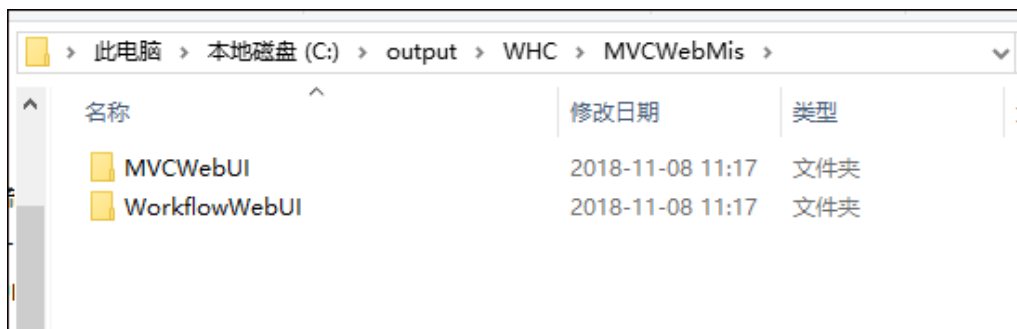 此电脑 > 本地磁盘 (C:) > output > WHC > MVCWebMis >
名称 修改日期 类型
MVCWebUI 2018-11-08 11:17 文件夹
WorkflowWebUI 2018-11-08 11:17 文件夹